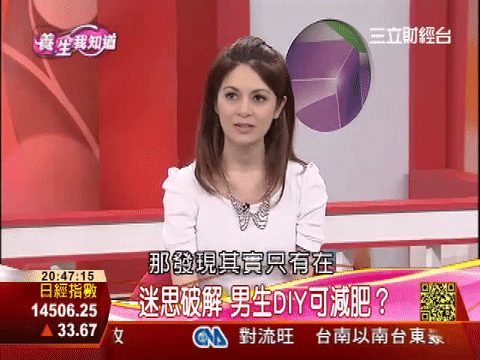 養生我知道
三立財經台
那發現其實只有在
20:47:15
日經指數
14506.25
▲ 33.67
迷思破解 男生DIY可減肥？
CNA 對流旺 台南以南台東豪